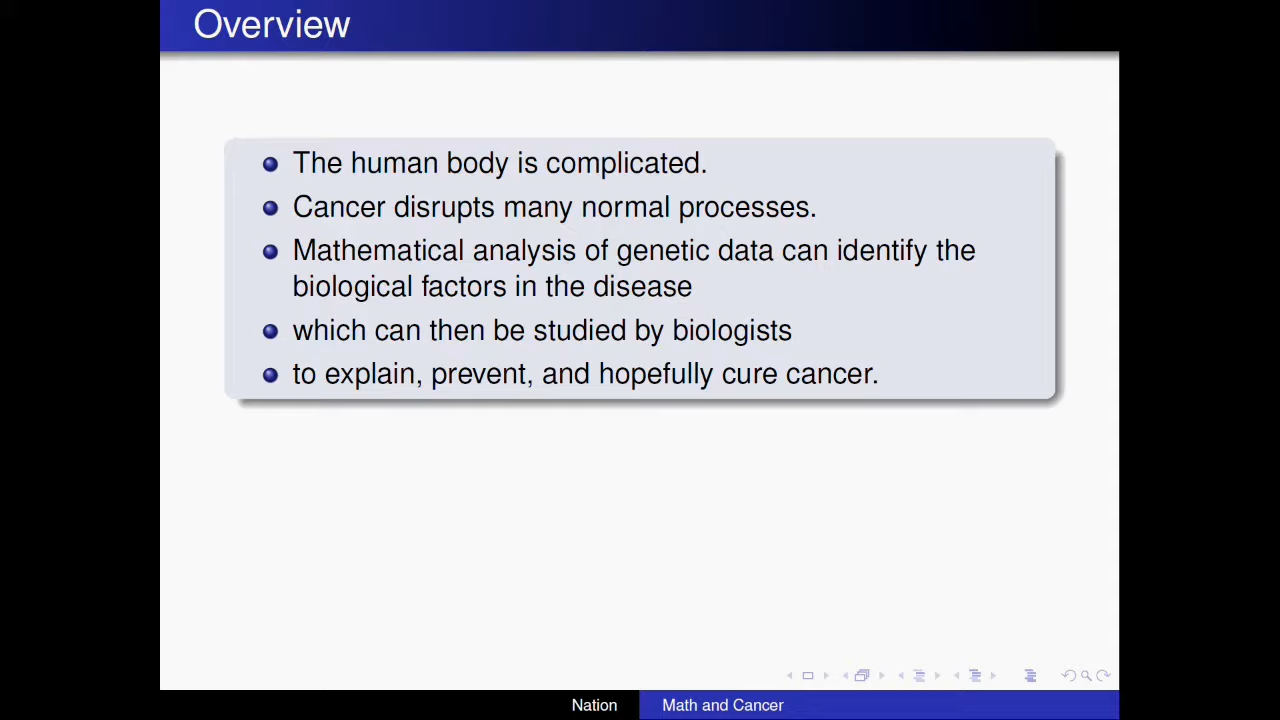 Overview
The human body is complicated.
Cancer disrupts many normal processes.
Mathematical analysis of genetic data can identify the
biological factors in the disease
which can then be studied by biologists
to explain, prevent, and hopefully cure cancer.
Nation
Math and Cancer